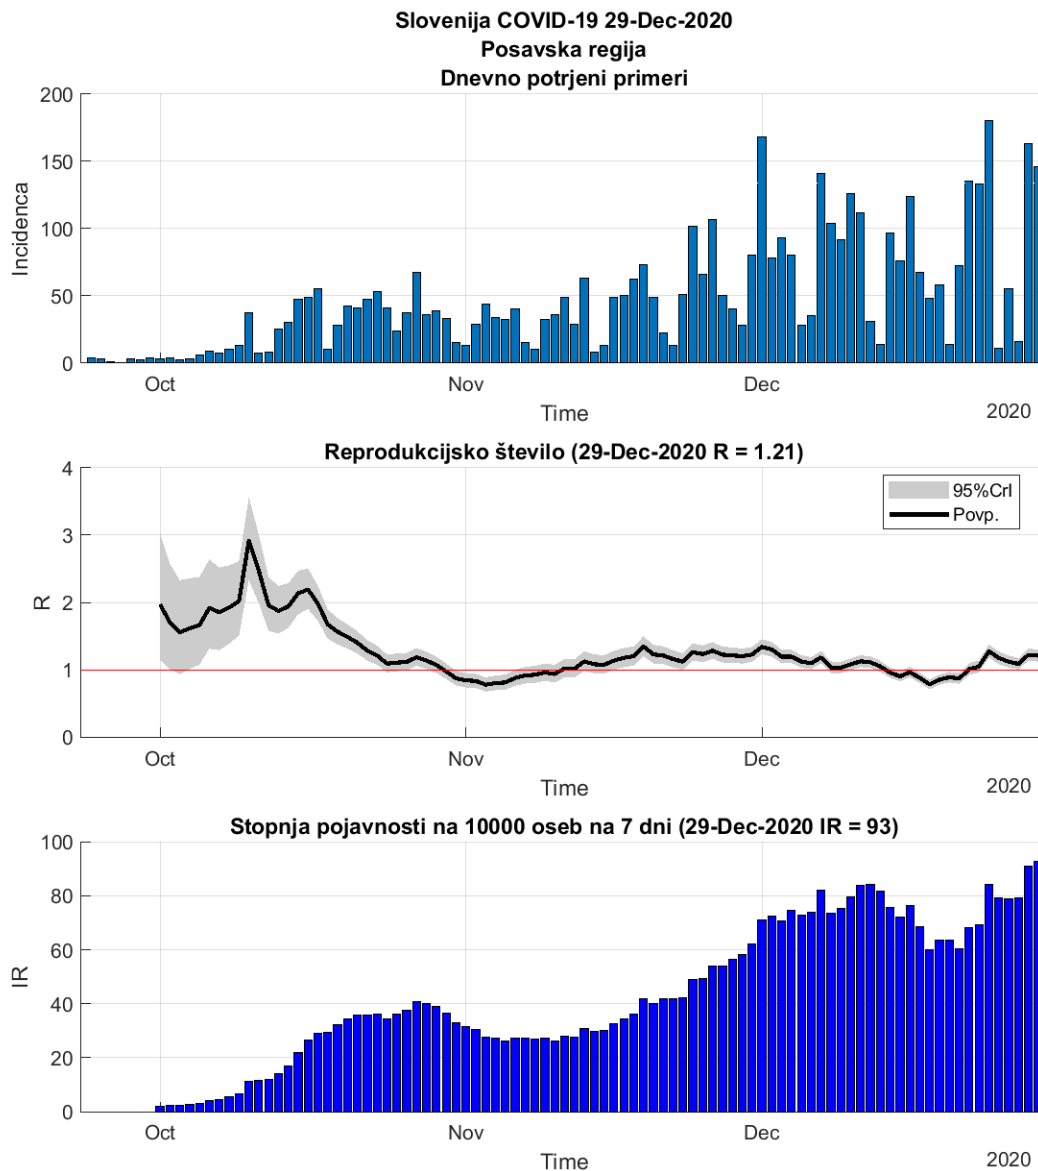 Slovenija COVID-19 29-Dec-2020
Posavska regija
Dnevno potrjeni primeri
200
150
100
50
0
Incidenca
Oct
Nov
Dec
Time
2020
Reprodukcijsko število (29-Dec-2020 R = 1.21)
4
3
2
1
0
R
95%CrI
Povp.
Oct
Nov
Dec
Time
2020
Stopnja pojavnosti na 10000 oseb na 7 dni (29-Dec-2020 IR = 93)
100
80
60
40
20
0
IR
Oct
Nov
Dec
Time
2020